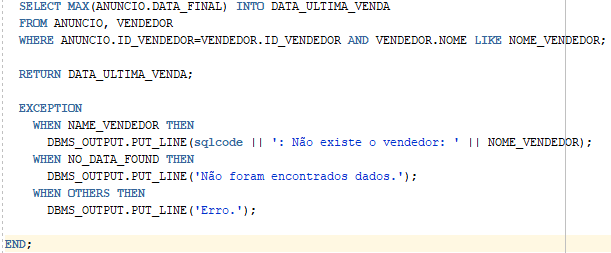 SELECT MAX(ANUNCIO.DATA_FINAL) INTO DATA_ULTIMA_VENDA
FROM ANUNCIO, VENDEDOR
WHERE ANUNCIO.ID_VENDEDOR=VENDEDOR.ID_VENDEDOR AND VENDEDOR.NOME LIKE NOME_VENDEDOR;
RETURN DATA_ULTIMA_VENDA;
EXCEPTION
WHEN NAME_VENDEDOR THEN
DBMS_OUTPUT.PUT_LINE(sqlcode || ': Não existe o vendedor: ' || NOME_VENDEDOR);
WHEN NO_DATA_FOUND THEN
DBMS_OUTPUT.PUT_LINE('Não foram encontrados dados.');
WHEN OTHERS THEN
DBMS_OUTPUT.PUT_LINE('Erro.');
END;